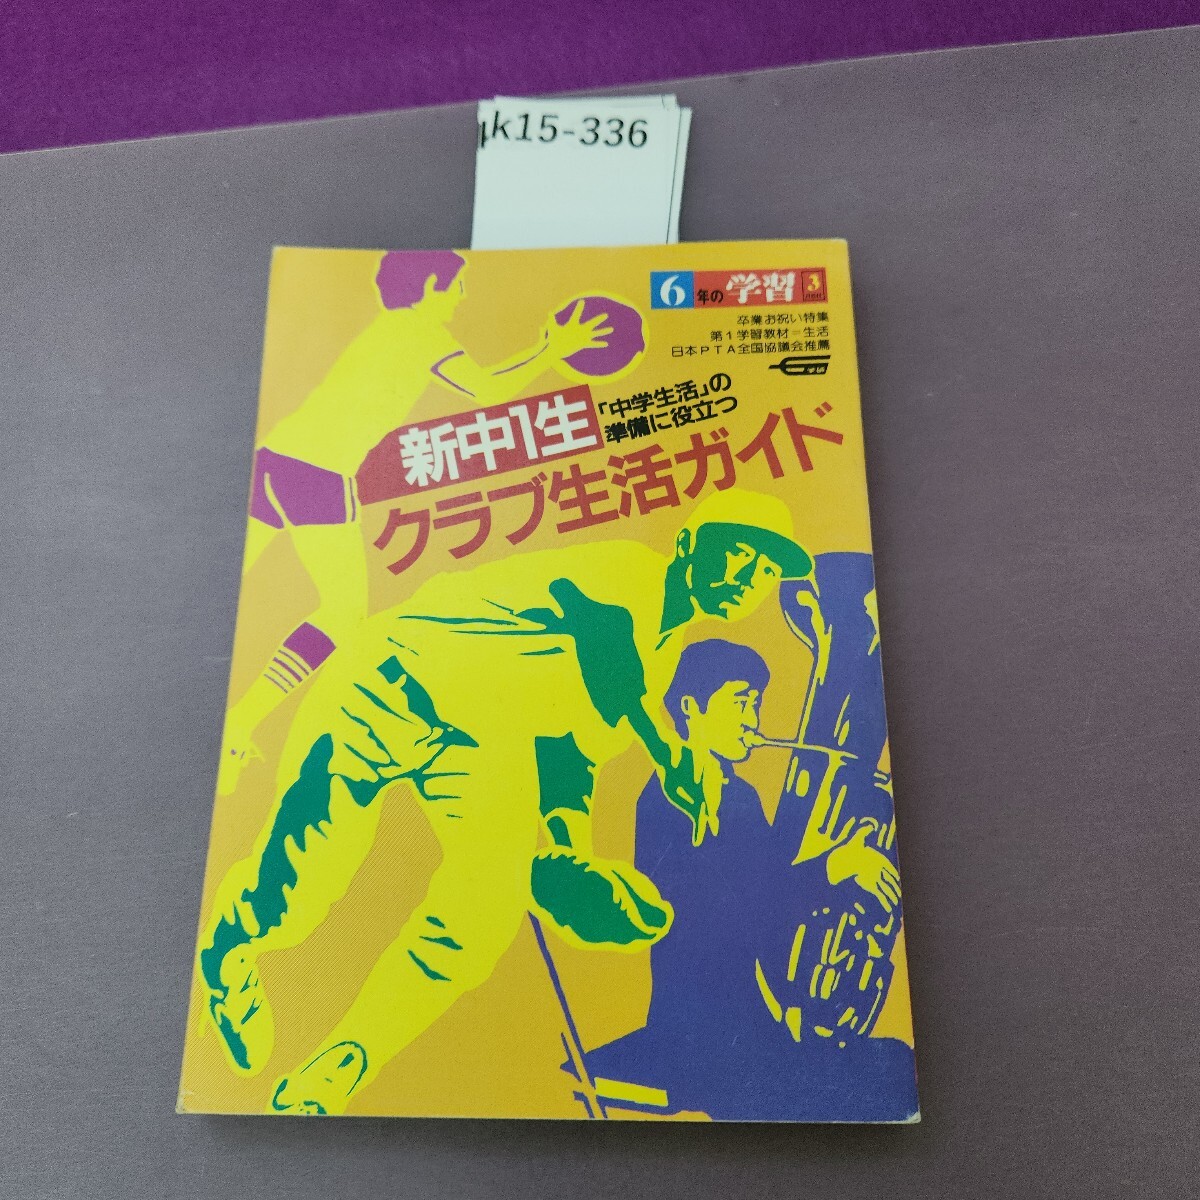 k15-336
6年の学習 3
卒業お祝い特集
第1学習教材=生活
日本PTA全国協議会推薦
学研
新中1生
「中学生活」の
準備に役立つ
クラブ生活ガイド